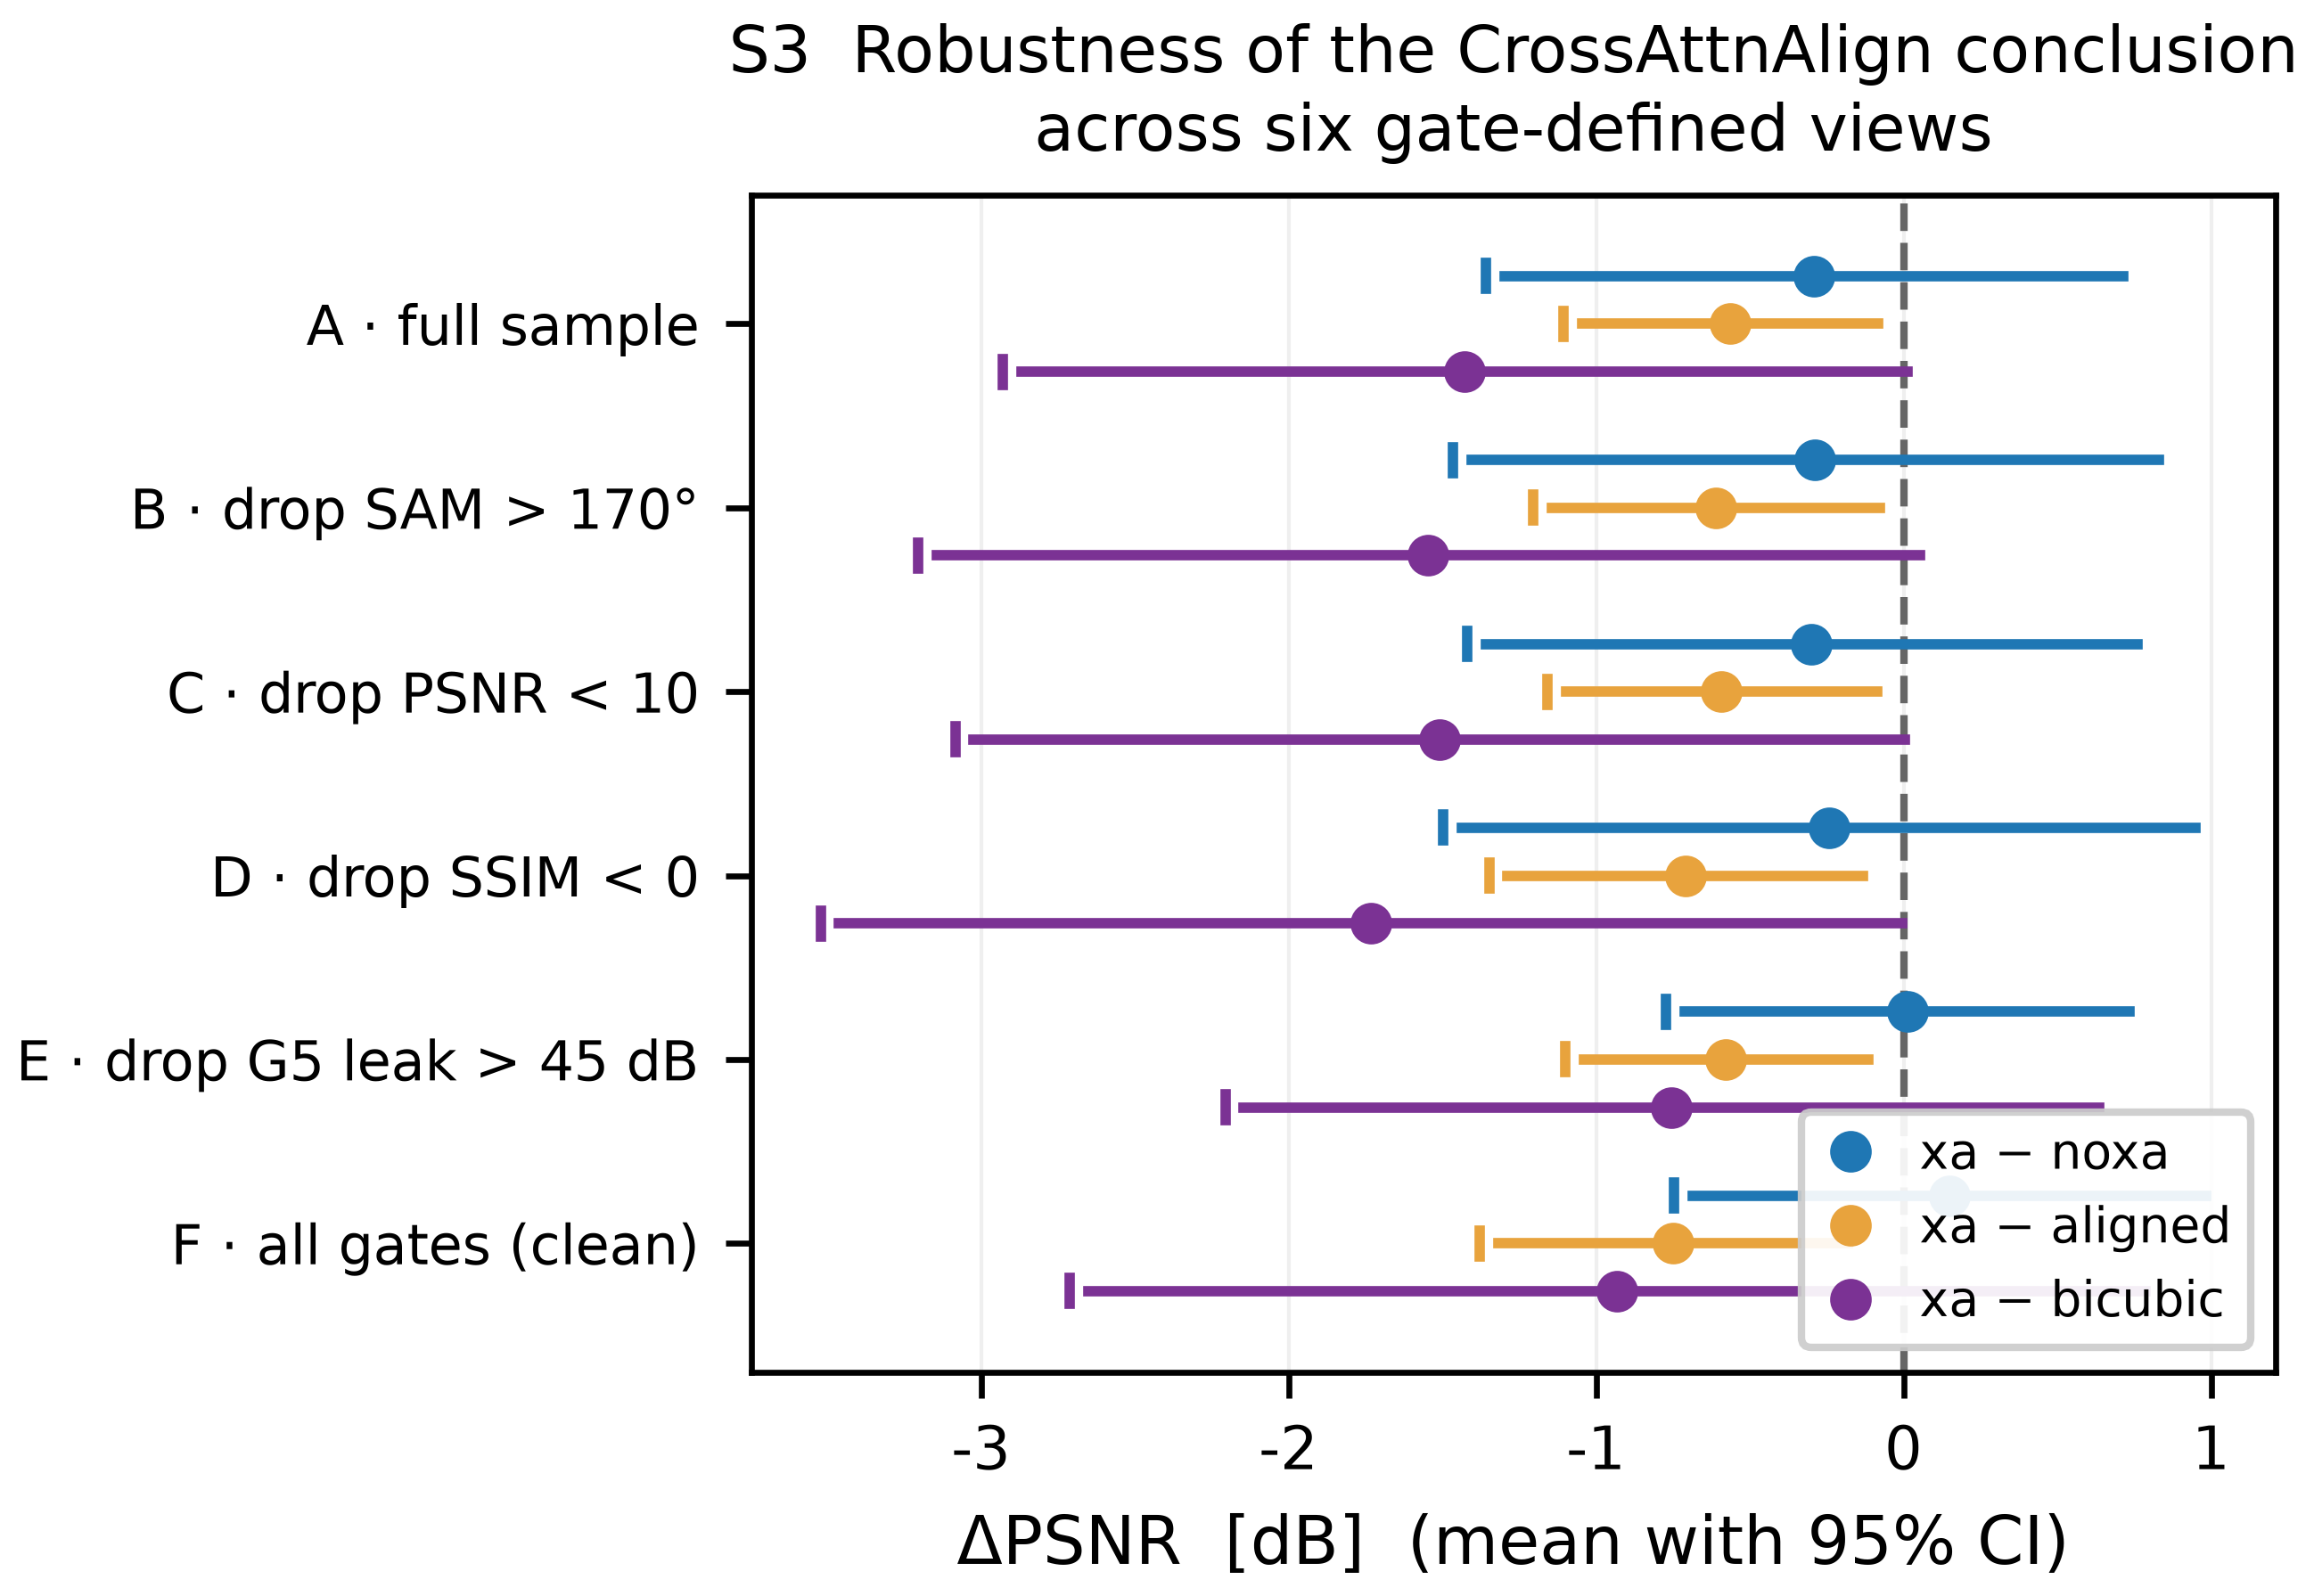 S3 Robustness of the CrossAttnAlign conclusion
across six gate-defined views
A · full sample
B · drop SAM > 170°
C · drop PSNR < 10
D · drop SSIM < 0
E · drop G5 leak > 45 dB
F · all gates (clean)
xa − noxa
xa − aligned
xa − bicubic
-3 -2 -1 0 1
ΔPSNR [dB] (mean with 95% CI)